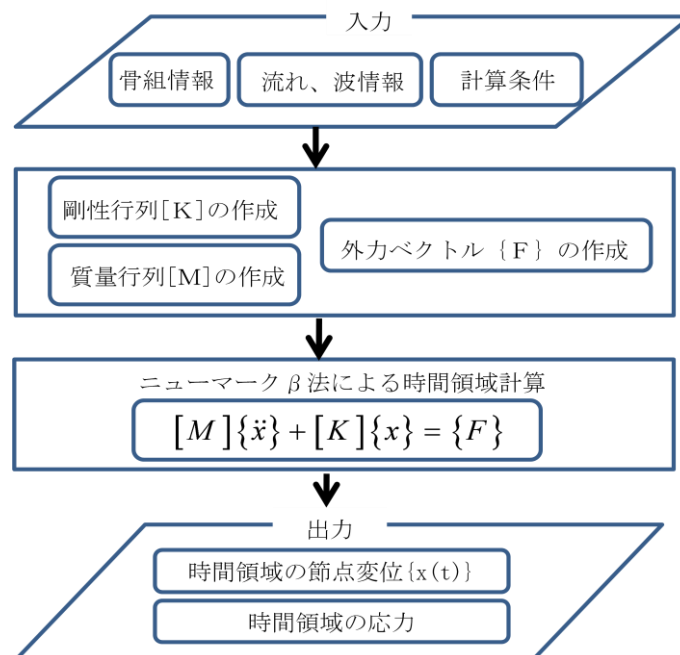 入力
骨組情報
流れ、波情報
計算条件
剛性行列[K]の作成
質量行列[M]の作成
外力ベクトル{F}の作成
ニューマークβ法による時間領域計算
[M]{ẍ}+[K]{x}={F}
出力
時間領域の節点変位{x(t)}
時間領域の応力